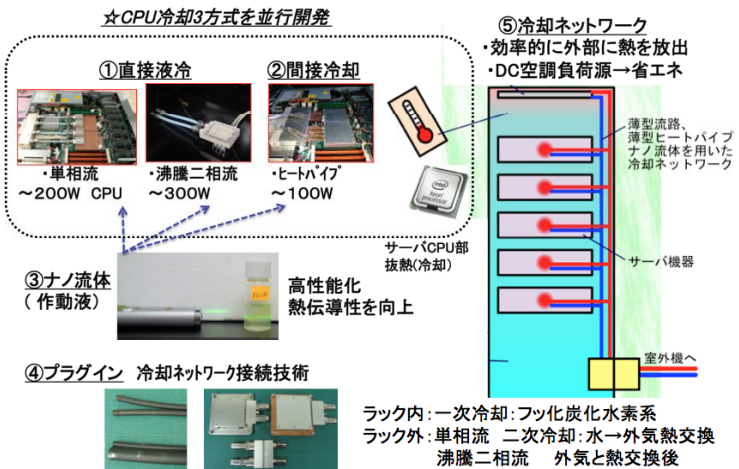 ☆CPU冷却3方式を並行開発
①直接液冷
②間接冷却
・単相流
～200W CPU
・沸騰二相流
～300W
・ﾋｰﾄﾊﾟｲﾌﾟ
～100W
intel
Xeon
サーバCPU部
抜熱(冷却)
③ナノ流体
(作動液)
高性能化
熱伝導性を向上
④プラグイン 冷却ネットワーク接続技術
⑤冷却ネットワーク
・効率的に外部に熱を放出
・DC空調負荷源→省エネ
薄型流路、
薄型ヒートパイプ
ナノ流体を用いた
冷却ネットワーク
サーバ機器
室外機へ
ラック内：一次冷却：フッ化炭化水素系
ラック外：単相流 二次冷却：水→外気熱交換
沸騰二相流 外気と熱交換後